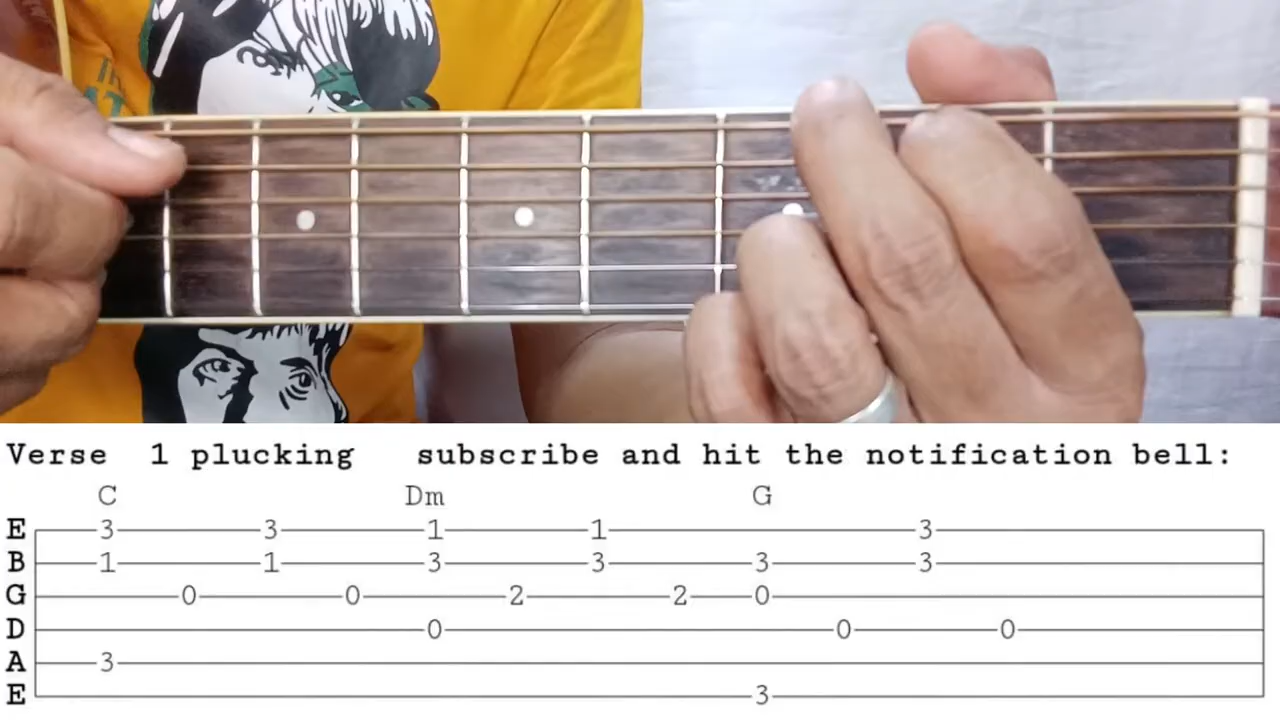 Verse 1 plucking subscribe and hit the notification bell:
C Dm G
E 3 3 1 1 3
B 1 1 3 3 3 3
G 0 0 2 2 0
D 0 0 0
A 3
E 3